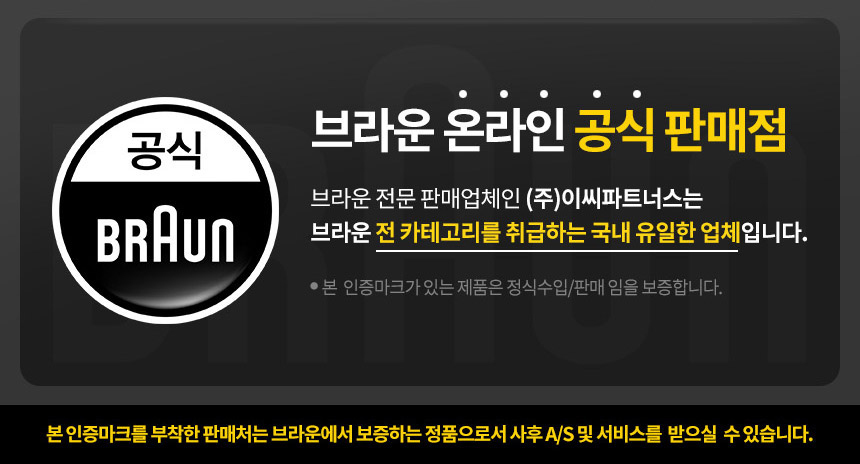 공식
BRAUN
브라운 온라인 공식 판매점
브라운 전문 판매업체인 (주)이씨파트너스는
브라운 전 카테고리를 취급하는 국내 유일한 업체입니다.
• 본 인증마크가 있는 제품은 정식수입/판매 임을 보증합니다.
본 인증마크를 부착한 판매처는 브라운에서 보증하는 정품으로서 사후 A/S 및 서비스를 받으실 수 있습니다.